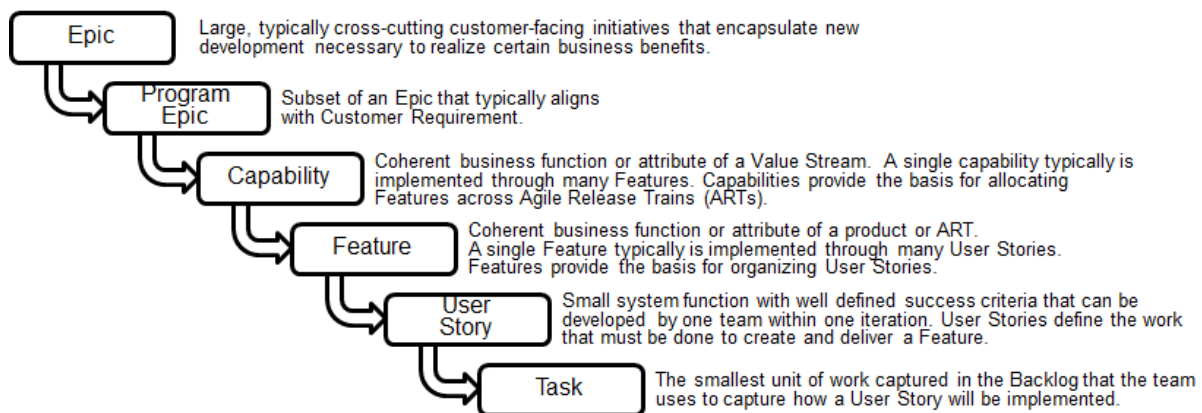 Epic
Large, typically cross-cutting customer-facing initiatives that encapsulate new
development necessary to realize certain business benefits.
Program
Epic
Subset of an Epic that typically aligns
with Customer Requirement.
Capability
Coherent business function or attribute of a Value Stream. A single capability typically is
implemented through many Features. Capabilities provide the basis for allocating
Features across Agile Release Trains (ARTs).
Feature
Coherent business function or attribute of a product or ART.
A single Feature typically is implemented through many User Stories.
Features provide the basis for organizing User Stories.
User
Story
Small system function with well defined success criteria that can be
developed by one team within one iteration. User Stories define the work
that must be done to create and deliver a Feature.
Task
The smallest unit of work captured in the Backlog that the team
uses to capture how a User Story will be implemented.